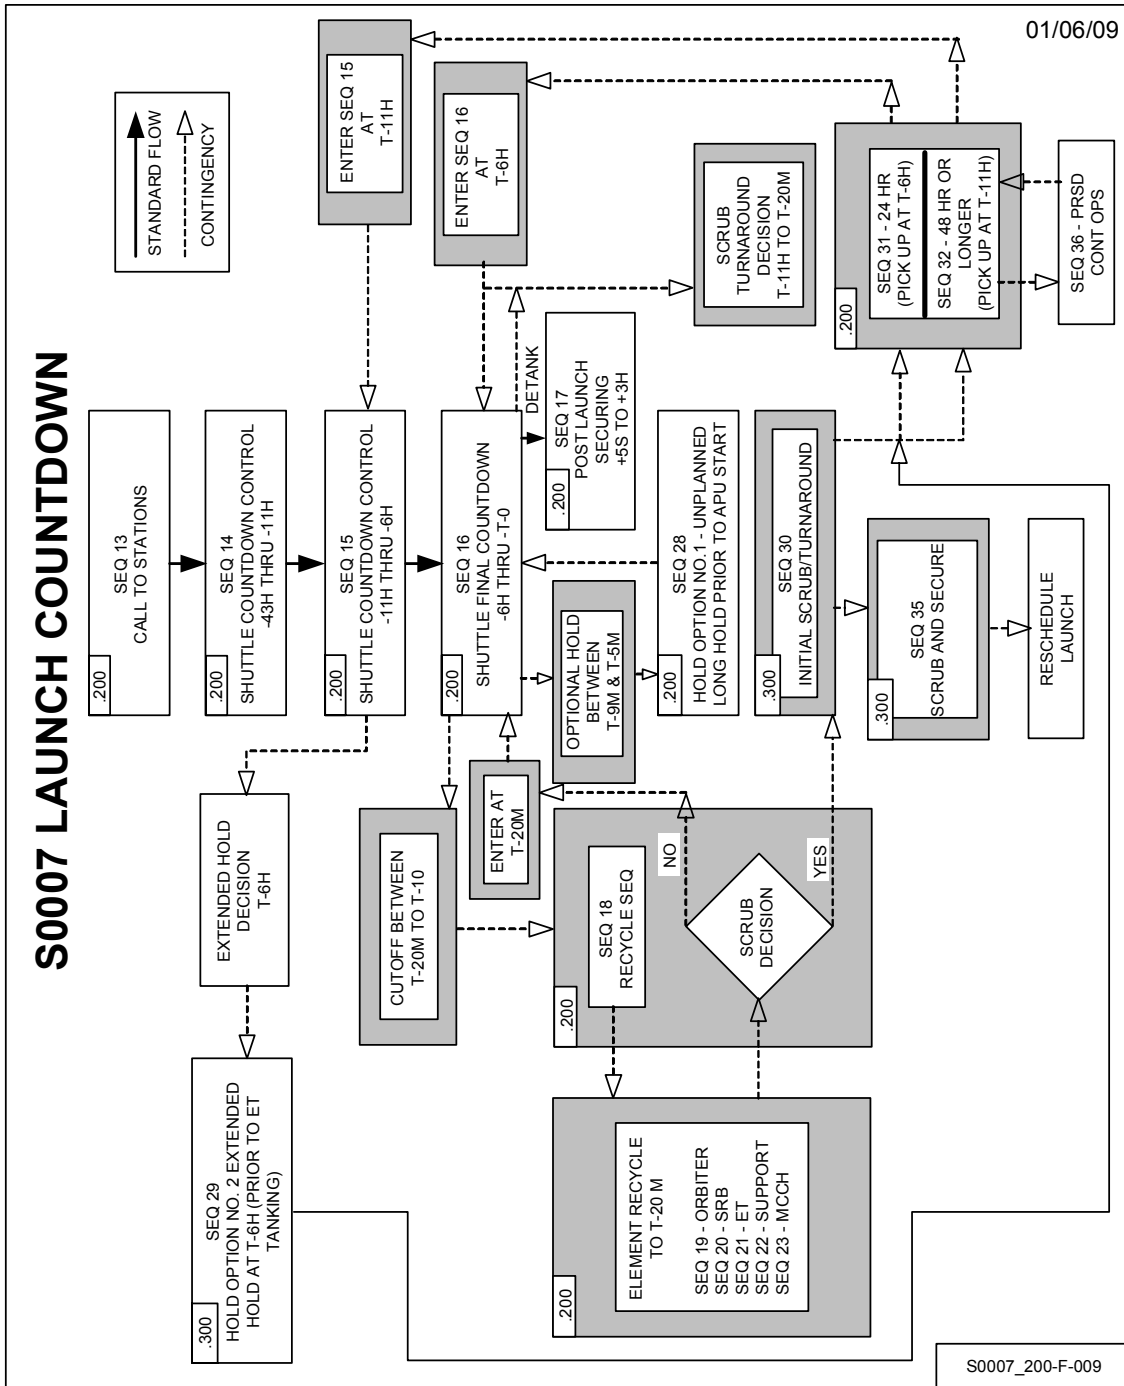 01/06/09
S0007 LAUNCH COUNTDOWN
STANDARD FLOW
CONTINGENCY
.200
SEQ 13
CALL TO STATIONS
.200
SEQ 14
SHUTTLE COUNTDOWN CONTROL
-43H THRU -11H
.200
SEQ 15
SHUTTLE COUNTDOWN CONTROL
-11H THRU -6H
.200
SEQ 16
SHUTTLE FINAL COUNTDOWN
-6H THRU -T-0
DETANK
.200
SEQ 17
POST LAUNCH
SECURING
+5S TO +3H
ENTER SEQ 15
AT
T-11H
ENTER SEQ 16
AT
T-6H
SCRUB
TURNAROUND
DECISION
T-11H TO T-20M
.200
SEQ 31 - 24 HR
(PICK UP AT T-6H)
SEQ 32 - 48 HR OR
LONGER
(PICK UP AT T-11H)
SEQ 36 - PRSD
CONT OPS
EXTENDED HOLD
DECISION
T-6H
.300
SEQ 29
HOLD OPTION NO. 2 EXTENDED
HOLD AT T-6H (PRIOR TO ET
TANKING)
CUTOFF BETWEEN
T-20M TO T-10
ENTER AT
T-20M
OPTIONAL HOLD
BETWEEN
T-9M & T-5M
.200
SEQ 28
HOLD OPTION NO.1 - UNPLANNED
LONG HOLD PRIOR TO APU START
.200
SEQ 18
RECYCLE SEQ
SCRUB
DECISION
NO
YES
.200
ELEMENT RECYCLE
TO T-20 M
SEQ 19 - ORBITER
SEQ 20 - SRB
SEQ 21 - ET
SEQ 22 - SUPPORT
SEQ 23 - MCCH
.300
SEQ 30
INITIAL SCRUB/TURNAROUND
.300
SEQ 35
SCRUB AND SECURE
RESCHEDULE
LAUNCH
S0007_200-F-009